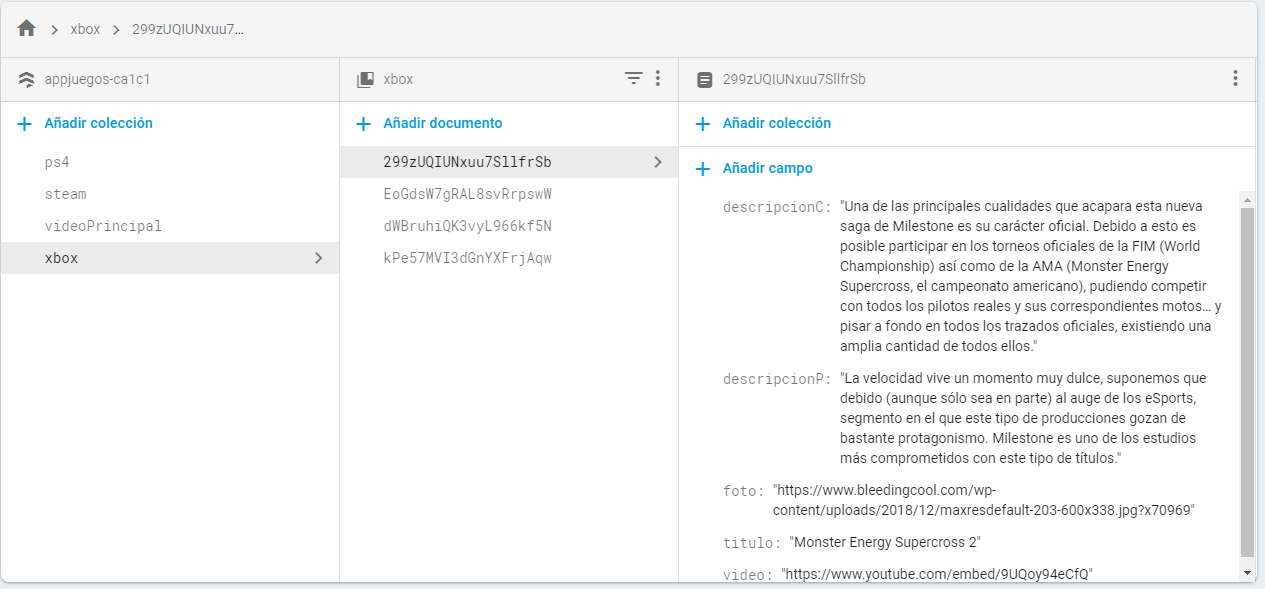 xbox
299zUQIUNxuu7…
appjuegos-ca1c1
xbox
299zUQIUNxuu7SllfrSb
Añadir colección
Añadir documento
Añadir colección
ps4
steam
videoPrincipal
xbox
299zUQIUNxuu7SllfrSb
EoGdsW7gRAL8svRrpswW
dWBruhiQK3vyL966kf5N
kPe57MVI3dGnYXFrjAqw
Añadir campo
descripcionC: "Una de las principales cualidades que acapara esta nueva
saga de Milestone es su carácter oficial. Debido a esto es
posible participar en los torneos oficiales de la FIM (World
Championship) así como de la AMA (Monster Energy
Supercross, el campeonato americano), pudiendo competir
con todos los pilotos reales y sus correspondientes motos… y
pisar a fondo en todos los trazados oficiales, existiendo una
amplia cantidad de todos ellos."
descripcionP: "La velocidad vive un momento muy dulce, suponemos que
debido (aunque sólo sea en parte) al auge de los eSports,
segmento en el que este tipo de producciones gozan de
bastante protagonismo. Milestone es uno de los estudios
más comprometidos con este tipo de títulos."
foto: "https://www.bleedingcool.com/wp-
content/uploads/2018/12/maxresdefault-203-600x338.jpg?x70969"
titulo: "Monster Energy Supercross 2"
video: "https://www.youtube.com/embed/9UQoy94eCfQ"